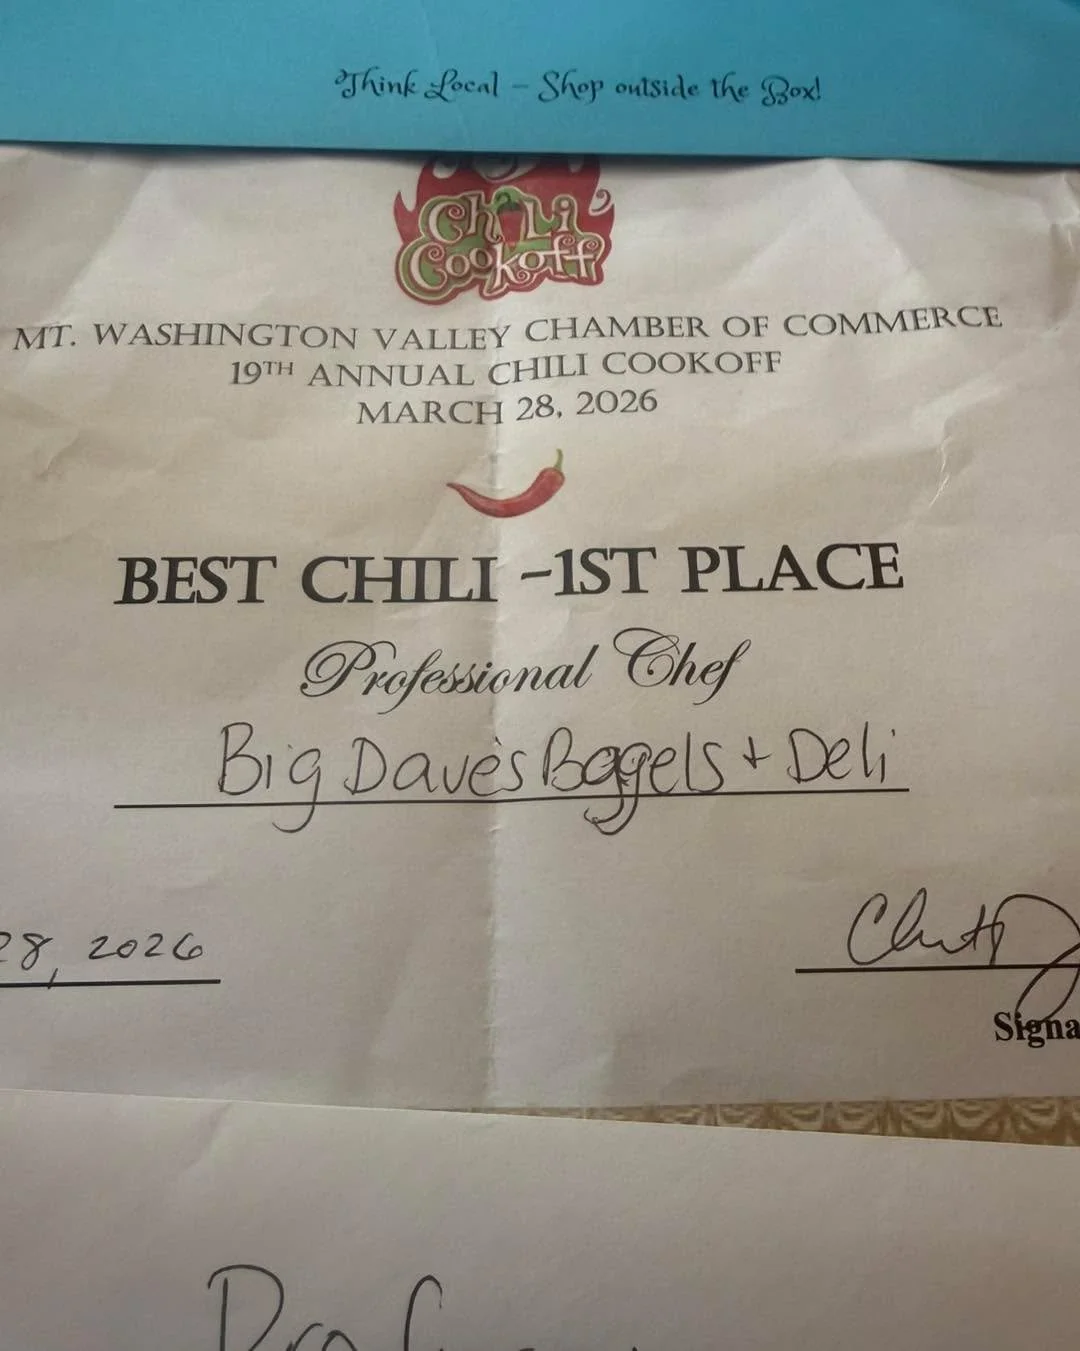 Think Local – Shop outside the Box!
Chili
Cookoff
MT. WASHINGTON VALLEY CHAMBER OF COMMERCE
19TH ANNUAL CHILI COOKOFF
MARCH 28, 2026
BEST CHILI –1ST PLACE
Professional Chef
Big Dave's Bagels + Deli
28, 2026
Signa